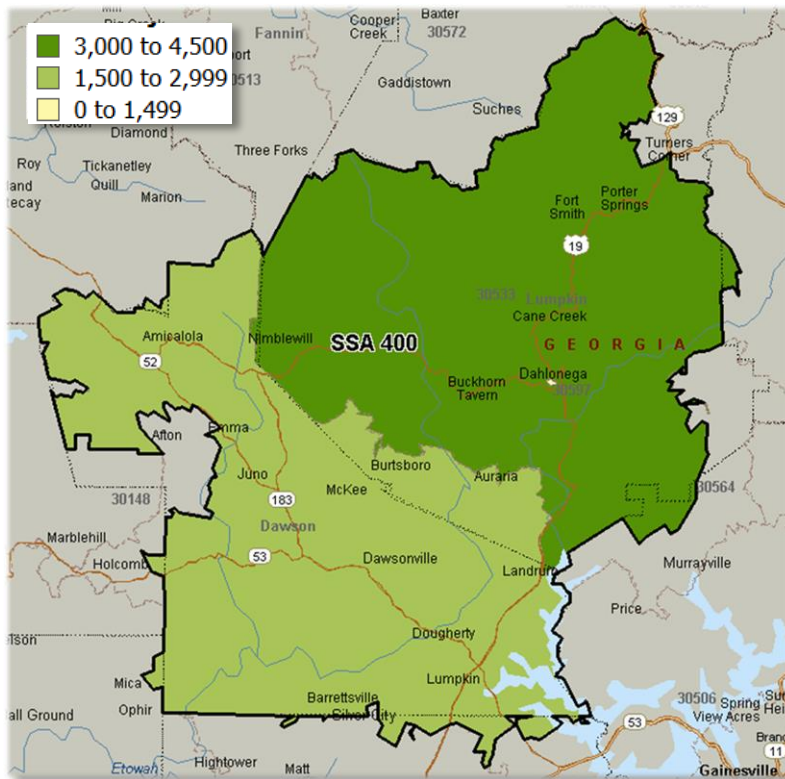 3,000 to 4,500
1,500 to 2,999
0 to 1,499
Baxter
30572
Cooper
Creek
Fannin
30513
Gaddistown
Suches
129
Turners
Corner
Diamond
Three Forks
Roy
Tickanetley
Quill
Marion
Porter
Springs
Fort
Smith
19
30533
Lumpkin
Cane Creek
GEORGIA
Amicalola
Nimblewill
SSA 400
52
Dahlonega
Buckhorn
Tavern
30597
Afton
Emma
Burtsboro
Juno
McKee
Auraria
30564
30148
183
Dawson
Marblehill
53
Dawsonville
Holcomb
Landrum
Murrayville
Price
Dougherty
Mica
Lumpkin
Ophir
Barrettsville
Silver City
30506
Spring
View Acres
53
11
Hightower
Matt
Etowah
Gainesville